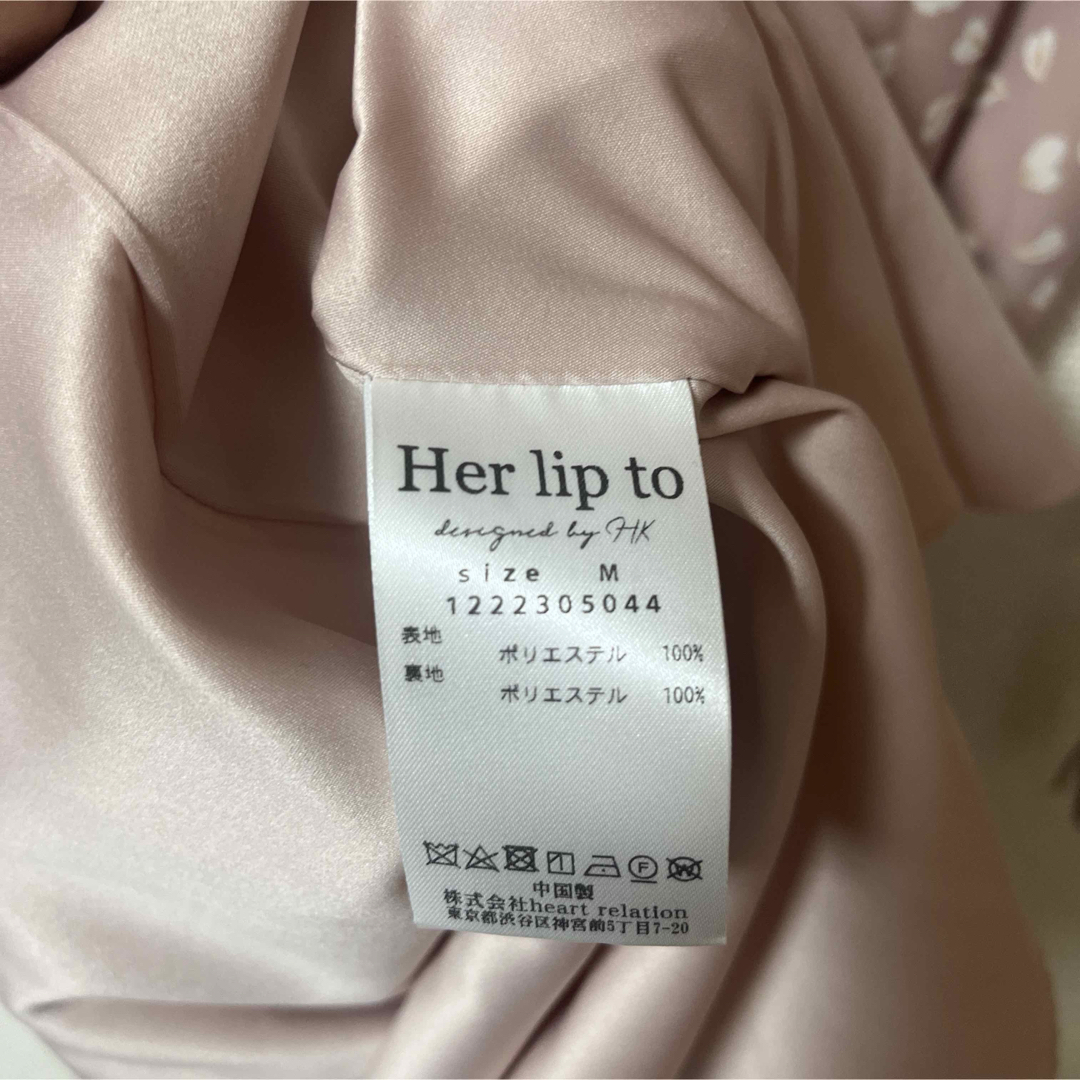 Her lip to
designed by HK
size M
1222305044
表地
ポリエステル 100%
裏地
ポリエステル 100%
F W
中国製
株式会社heart relation
東京都渋谷区神宮前5丁目7-20